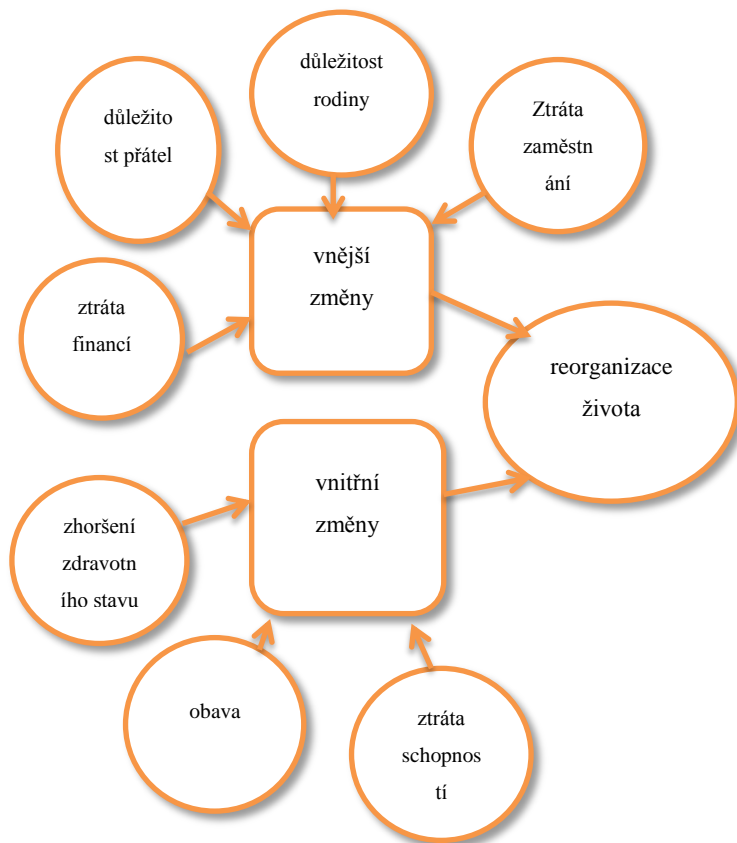 důležitost
rodiny
důležito
st přátel
Ztráta
zaměstn
ání
vnější
změny
ztráta
financí
reorganizace
života
vnitřní
změny
zhoršení
zdravotn
ího stavu
obava
ztráta
schopnos
tí